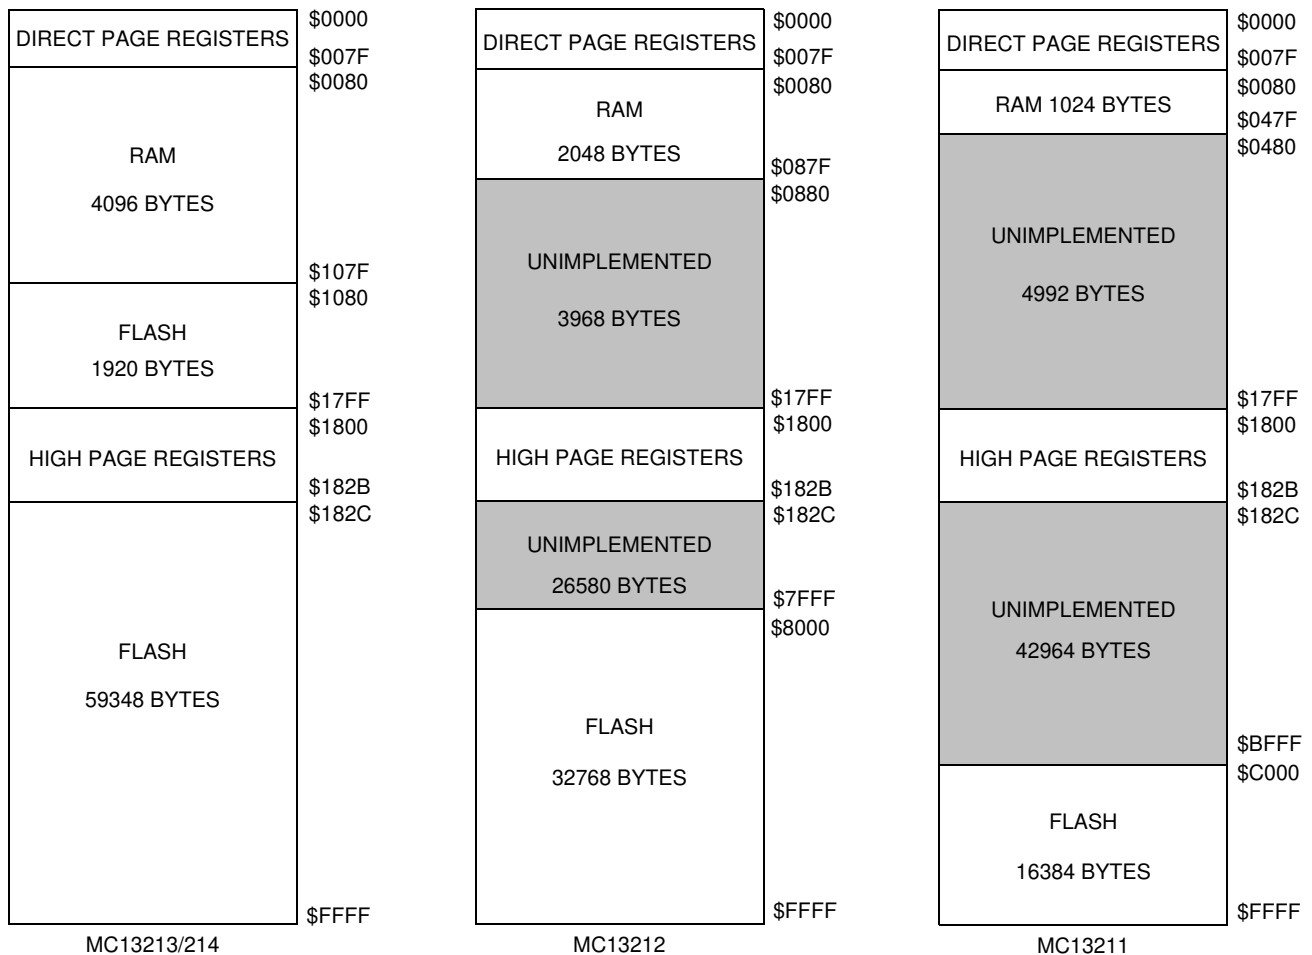 DIRECT PAGE REGISTERS
$0000
$007F
$0080
RAM
4096 BYTES
$107F
$1080
FLASH
1920 BYTES
$17FF
$1800
HIGH PAGE REGISTERS
$182B
$182C
FLASH
59348 BYTES
$FFFF
MC13213/214
DIRECT PAGE REGISTERS
$0000
$007F
$0080
RAM
2048 BYTES
$087F
$0880
UNIMPLEMENTED
3968 BYTES
$17FF
$1800
HIGH PAGE REGISTERS
$182B
$182C
UNIMPLEMENTED
26580 BYTES
$7FFF
$8000
FLASH
32768 BYTES
$FFFF
MC13212
DIRECT PAGE REGISTERS
$0000
$007F
$0080
RAM 1024 BYTES
$047F
$0480
UNIMPLEMENTED
4992 BYTES
$17FF
$1800
HIGH PAGE REGISTERS
$182B
$182C
UNIMPLEMENTED
42964 BYTES
$BFFF
$C000
FLASH
16384 BYTES
$FFFF
MC13211